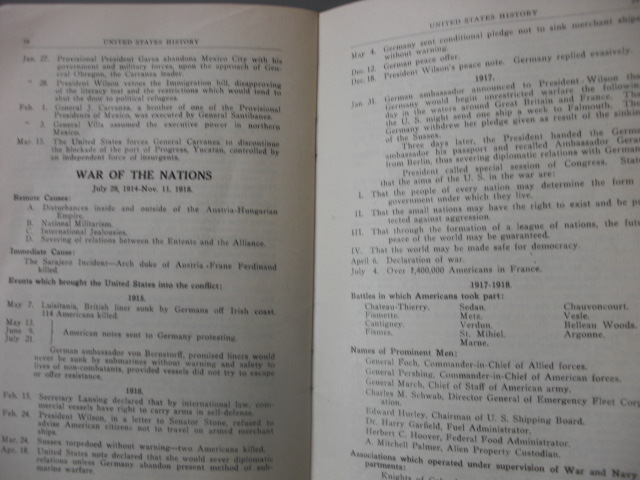 78
UNITED STATES HISTORY
Jan. 27. Provisional President Garza abandons Mexico City with his
government and military forces, upon the approach of Gen-
eral Obregon, the Carranza leader.
" 28. President Wilson vetoes the Immigration bill, disapproving
of the literacy test and the restrictions which would tend to
shut the door to political refugees.
Feb. 1. General J. Carranza, a brother of one of the Provisional
Presidents of Mexico, was executed by General Santibanez.
" 3. General Villa assumed the executive power in northern
Mexico.
Mar. 15. The United States forces General Carranza to discontinue
the blockade of the port of Progreso, Yucatan, controlled by
an independent force of insurgents.
WAR OF THE NATIONS
July 28, 1914-Nov. 11, 1918.
Remote Causes:
A. Disturbances inside and outside of the Austria-Hungarian
Empire.
B. National Militarism.
C. International Jealousies.
D. Severing of relations between the Entente and the Alliance.
Immediate Cause:
The Sarajevo Incident—Arch duke of Austria-Franz Ferdinand
killed.
Events which brought the United States into the conflict:
1915.
May 7. Luisitania, British liner sunk by Germans off Irish coast.
114 Americans killed.
May 13.
June 9.
July 21.
American notes sent to Germany protesting.
German ambassador von Bernstorff, promised liners would
never be sunk by submarines without warning and safety to
lives of non-combatants, provided vessels did not try to escape
or offer resistance.
1916.
Feb. 15. Secretary Lansing declared that by international law, com-
mercial vessels have right to carry arms in self-defense.
Feb. 24. President Wilson, in a letter to Senator Stone, refused to
advise American citizens not to travel on armed merchant
ships.
Mar. 24. Sussex torpedoed without warning—two Americans killed.
Apr. 18. United States note declared that she would sever diplomatic
relations unless Germany abandon present method of sub-
marine warfare.
UNITED STATES HISTORY
May 4. Germany sent conditional pledge not to sink merchant ships
without warning.
Dec. 12. German peace offer.
Dec. 18. President Wilson's peace note. Germany replied evasively.
1917.
Jan. 31. German ambassador announced to President Wilson
Germany would begin unrestricted warfare the following
day in the waters around Great Britain and France.
the U. S. might send one ship a week to Falmouth.
Germany withdrew her pledge given as result of the sinking
of the Sussex.
Three days later, President handed the German
ambassador his passport and recalled Ambassador Gerard
from Berlin, thus severing diplomatic relations with Germany.
President called special session of Congress.
that the aims of the U. S. in the war are:
I. That the people of every nation may determine the form
government under which they live.
II. That the small nations may have the right to exist and be pro-
tected against aggression.
III. That through the formation of a league of nations, the future
peace of the world may be guaranteed.
IV. That the world may be made safe for democracy.
April 6. Declaration of war.
July 4. Over 1,400,000 Americans in France.
1917-1918.
Battles in which Americans took part:
Chateau-Thierry. Sedan. Chauvoncourt.
Fismette. Metz. Vesle.
Cantigney. Verdun. Belleau Woods.
Fismes. St. Mihiel. Argonne.
Marne.
Names of Prominent Men:
General Foch, Commander-in-Chief of Allied forces.
General Pershing, Commander-in-Chief of American forces.
General March, Chief of Staff of American army.
Charles M. Schwab, Director General of Emergency Fleet Corpor-
ation.
Edward Hurley, Chairman of U. S. Shipping Board.
Dr. Harry Garfield, Fuel Administrator.
Herbert C. Hoover, Federal Food Administrator.
A. Mitchell Palmer, Alien Property Custodian.
Associations which operated under supervision of War and Navy
partments:
Knights of